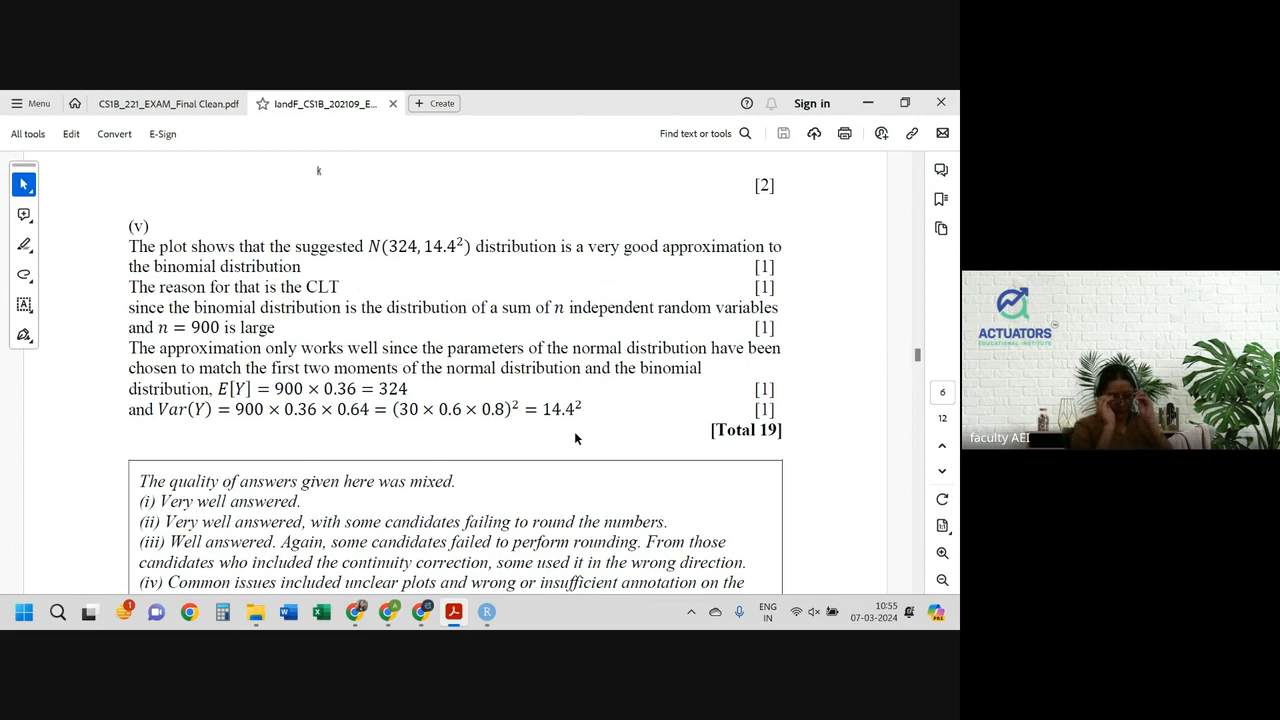 Menu
CS1B_221_EXAM_Final Clean.pdf
IandF_CS1B_202109_E...
Create
Sign in
All tools
Edit
Convert
E-Sign
Find text or tools
k
[2]
(v)
The plot shows that the suggested N(324, 14.4²) distribution is a very good approximation to
the binomial distribution [1]
The reason for that is the CLT [1]
since the binomial distribution is the distribution of a sum of n independent random variables
and n = 900 is large [1]
The approximation only works well since the parameters of the normal distribution have been
chosen to match the first two moments of the normal distribution and the binomial
distribution, E[Y] = 900 × 0.36 = 324 [1]
and Var(Y) = 900 × 0.36 × 0.64 = (30 × 0.6 × 0.8)² = 14.4² [1]
[Total 19]
The quality of answers given here was mixed.
(i) Very well answered.
(ii) Very well answered, with some candidates failing to round the numbers.
(iii) Well answered. Again, some candidates failed to perform rounding. From those
candidates who included the continuity correction, some used it in the wrong direction.
(iv) Common issues included unclear plots and wrong or insufficient annotation on the
6
12
ACTUATORS
EDUCATIONAL INSTITUTE
faculty AEI
1
ENG
IN
10:55
07-03-2024